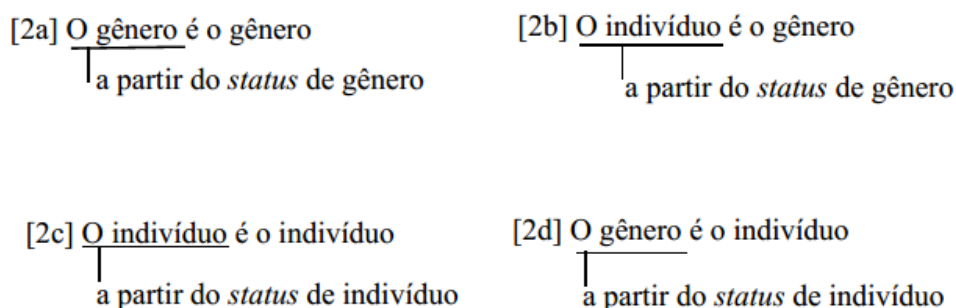 [2a] O gênero é o gênero
a partir do status de gênero
[2b] O indivíduo é o gênero
a partir do status de gênero
[2c] O indivíduo é o indivíduo
a partir do status de indivíduo
[2d] O gênero é o indivíduo
a partir do status de indivíduo